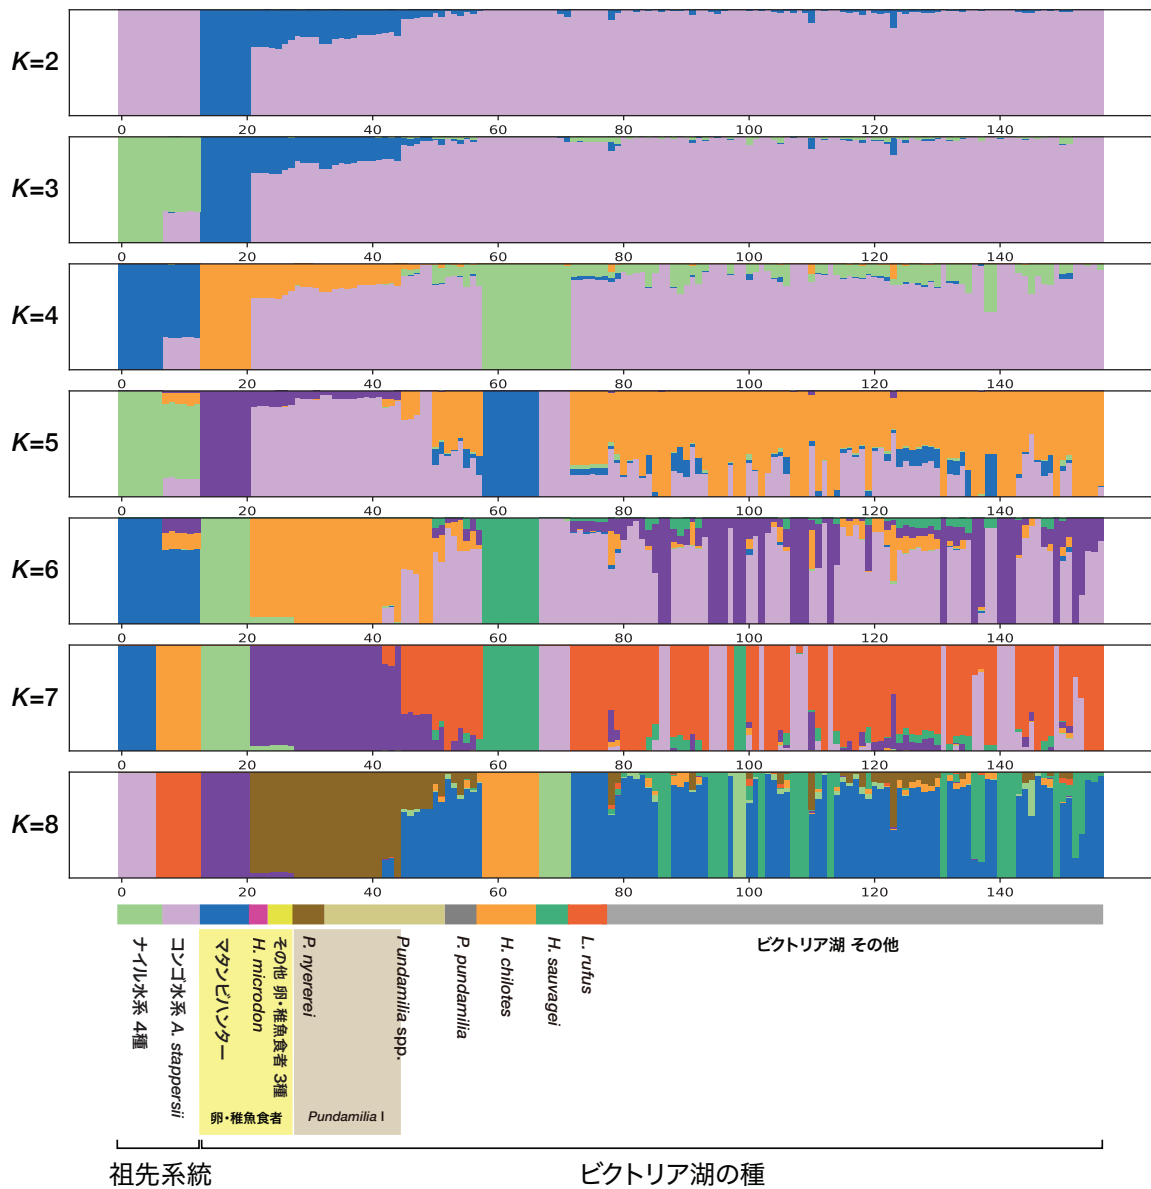 K=2
0 20 40 60 80 100 120 140
K=3
0 20 40 60 80 100 120 140
K=4
0 20 40 60 80 100 120 140
K=5
0 20 40 60 80 100 120 140
K=6
0 20 40 60 80 100 120 140
K=7
0 20 40 60 80 100 120 140
K=8
0 20 40 60 80 100 120 140
ナイル水系 4種
コンゴ水系 A. stappersii
マタンビハンター
H. microdon
その他 卵・稚魚食者 3種
P. nyererei
Pundamilia spp.
P. pundamilia
H. chilotes
H. sauvagei
L. rufus
ビクトリア湖 その他
卵・稚魚食者
Pundamilia I
祖先系統
ビクトリア湖の種